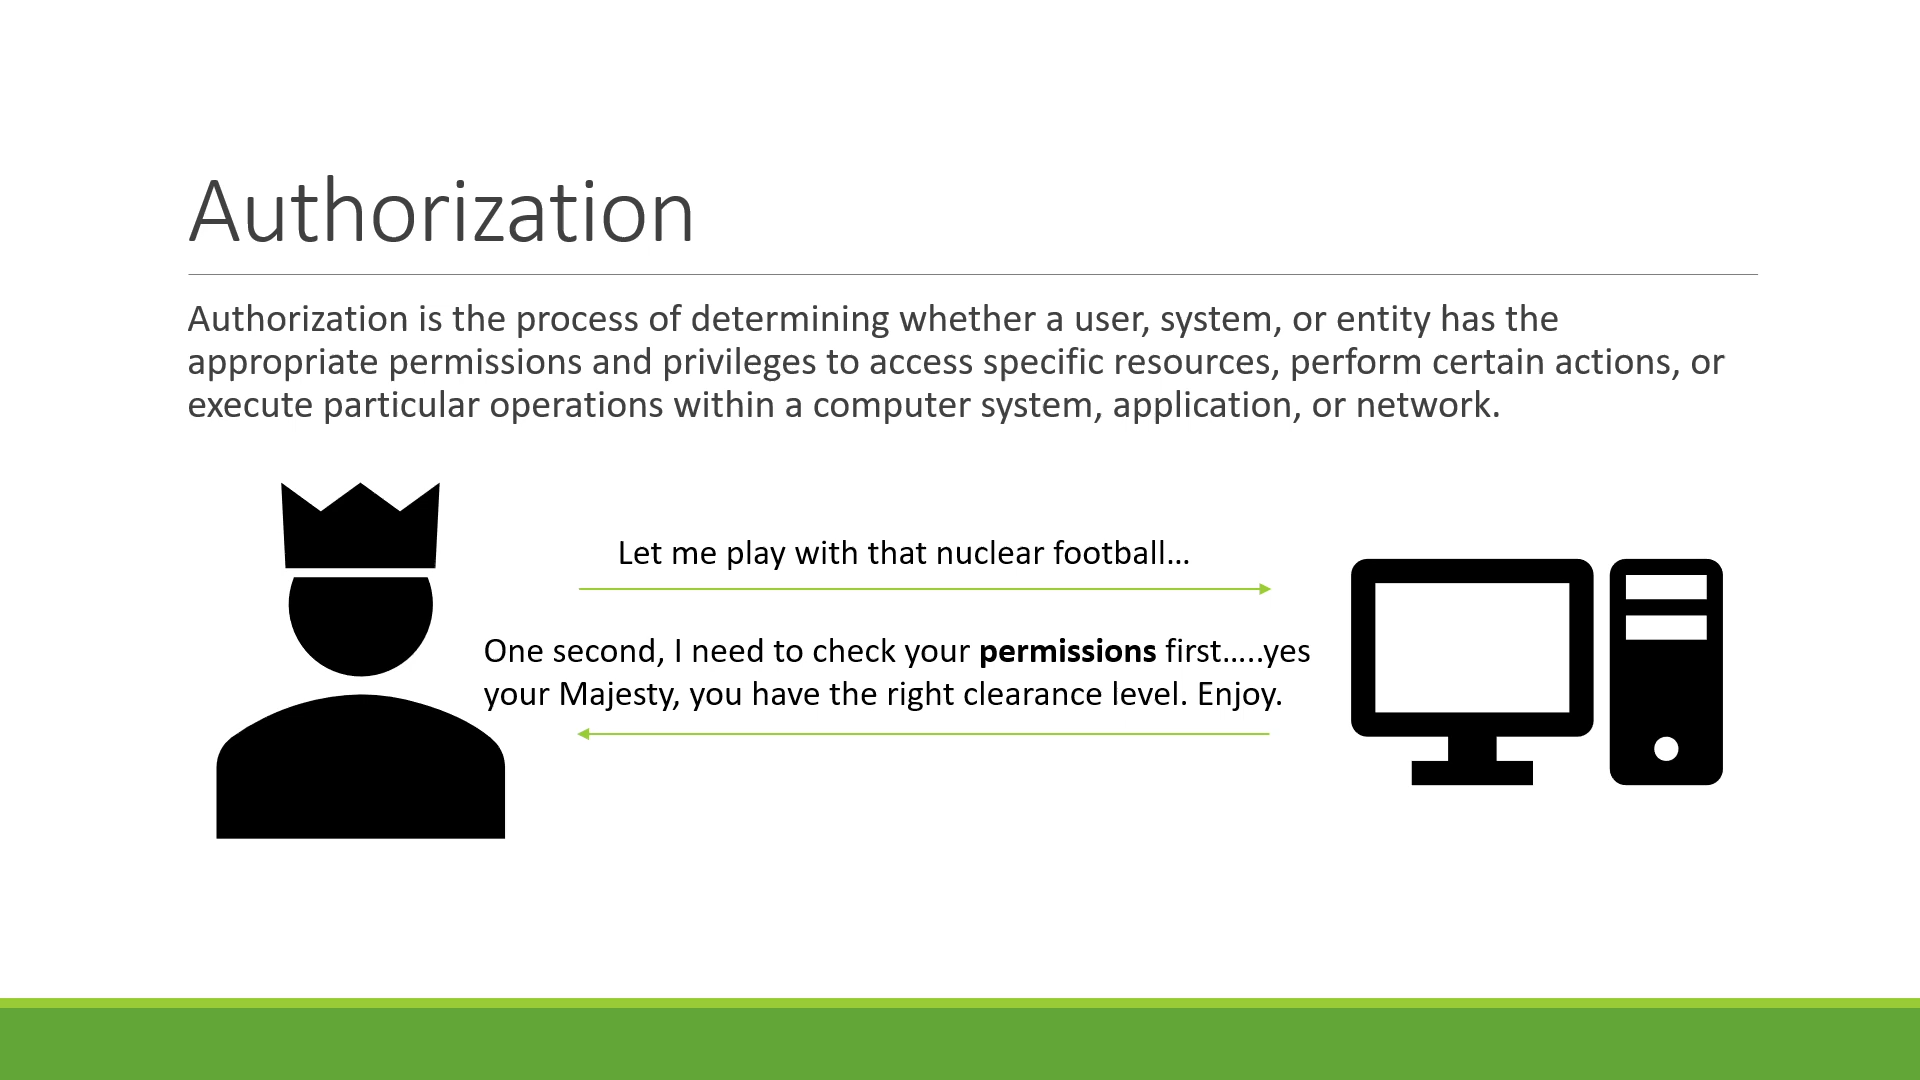 Authorization
Authorization is the process of determining whether a user, system, or entity has the
appropriate permissions and privileges to access specific resources, perform certain actions, or
execute particular operations within a computer system, application, or network.
Let me play with that nuclear football…
One second, I need to check your permissions first…..yes
your Majesty, you have the right clearance level. Enjoy.